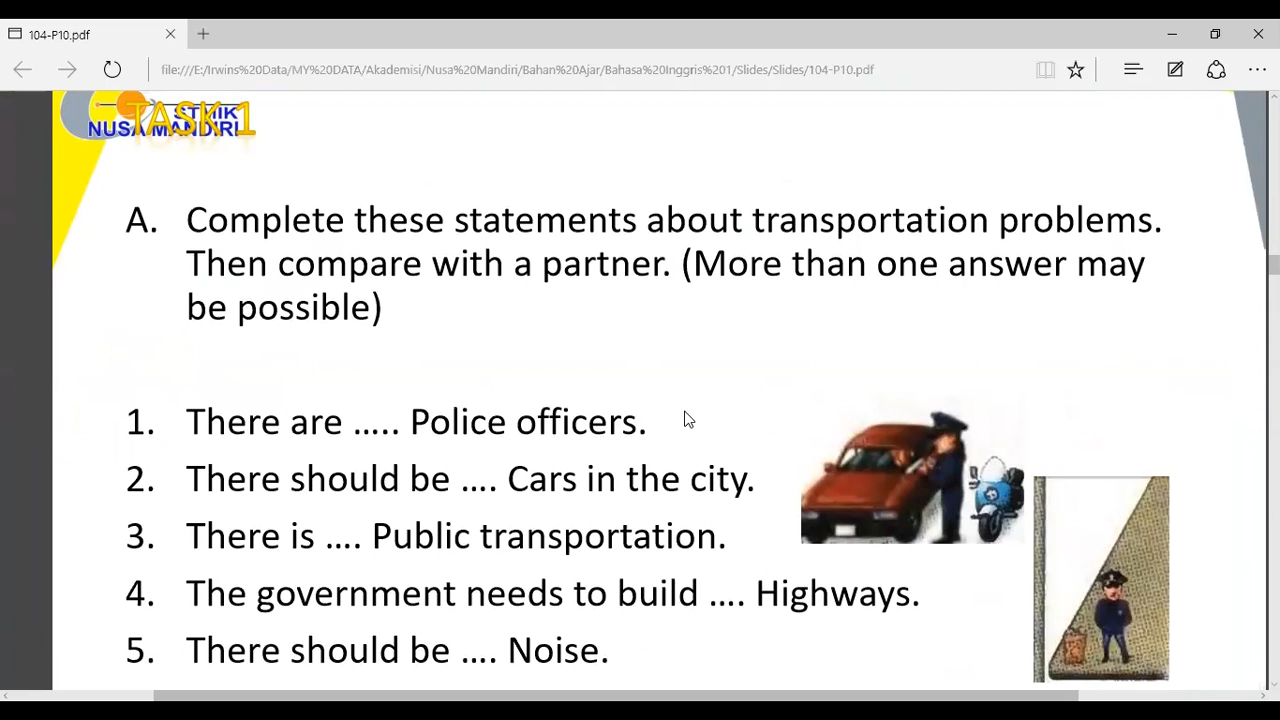 104-P10.pdf
file:///E:/Irwins%20Data/MY%20DATA/Akademisi/Nusa%20Mandiri/Bahan%20Ajar/Bahasa%20Inggris%201/Slides/Slides/104-P10.pdf
TASK 1
STMIK
NUSA MANDIRI
A. Complete these statements about transportation problems.
Then compare with a partner. (More than one answer may
be possible)
1. There are ….. Police officers.
2. There should be …. Cars in the city.
3. There is …. Public transportation.
4. The government needs to build …. Highways.
5. There should be …. Noise.